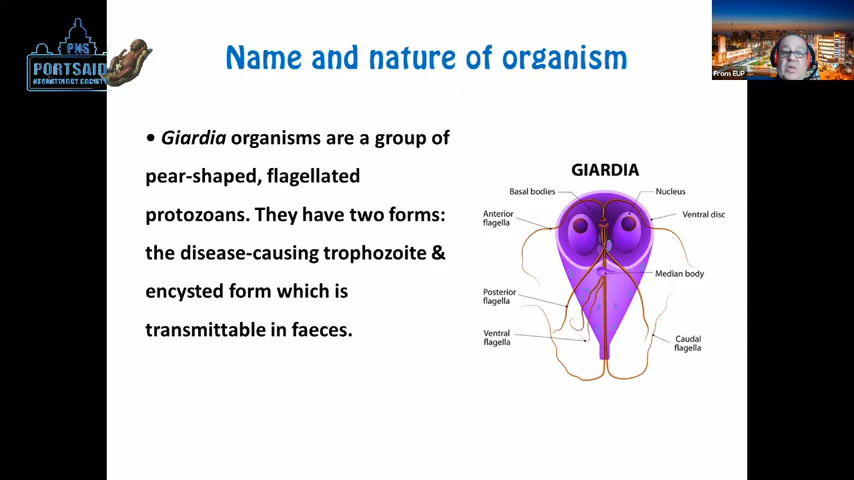 PNS
PORTSAID
NEONATOLOGY SOCIETY
Name and nature of organism
From EUP
• Giardia organisms are a group of
pear-shaped, flagellated
protozoans. They have two forms:
the disease-causing trophozoite &
encysted form which is
transmittable in faeces.
GIARDIA
Basal bodies
Nucleus
Anterior
flagella
Ventral disc
Median body
Posterior
flagella
Ventral
flagella
Caudal
flagella